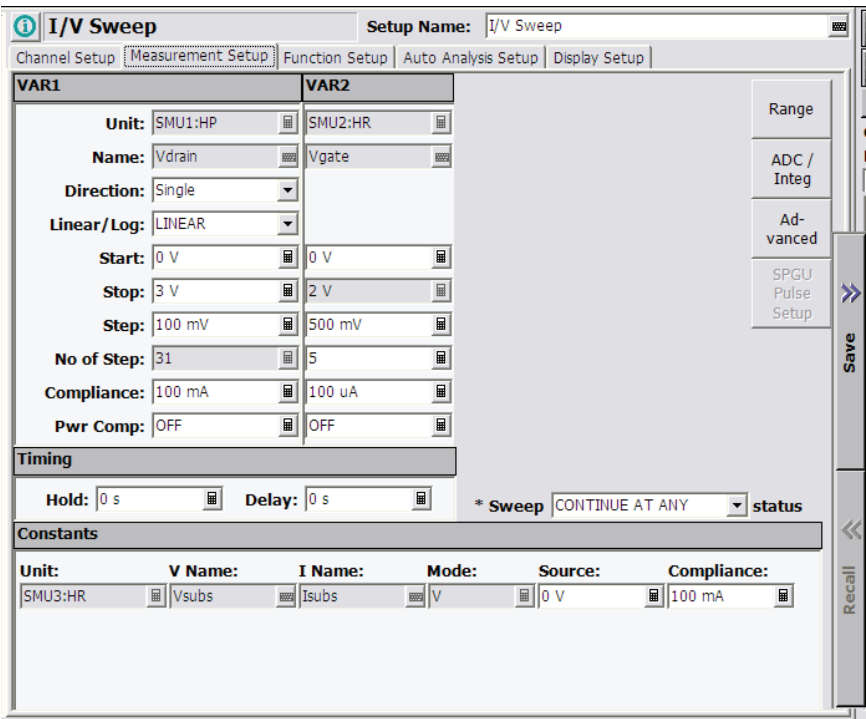 I/V Sweep Setup Name: I/V Sweep
Channel Setup Measurement Setup Function Setup Auto Analysis Setup Display Setup
VAR1 VAR2
Unit: SMU1:HP SMU2:HR
Name: Vdrain Vgate
Direction: Single
Linear/Log: LINEAR
Start: 0 V 0 V
Stop: 3 V 2 V
Step: 100 mV 500 mV
No of Step: 31 5
Compliance: 100 mA 100 uA
Pwr Comp: OFF OFF
Range
ADC /
Integ
Ad-
vanced
SPGU
Pulse
Setup
Save
Timing
Hold: 0 s Delay: 0 s * Sweep CONTINUE AT ANY status
Constants
Unit: V Name: I Name: Mode: Source: Compliance:
SMU3:HR Vsubs Isubs V 0 V 100 mA
Recall